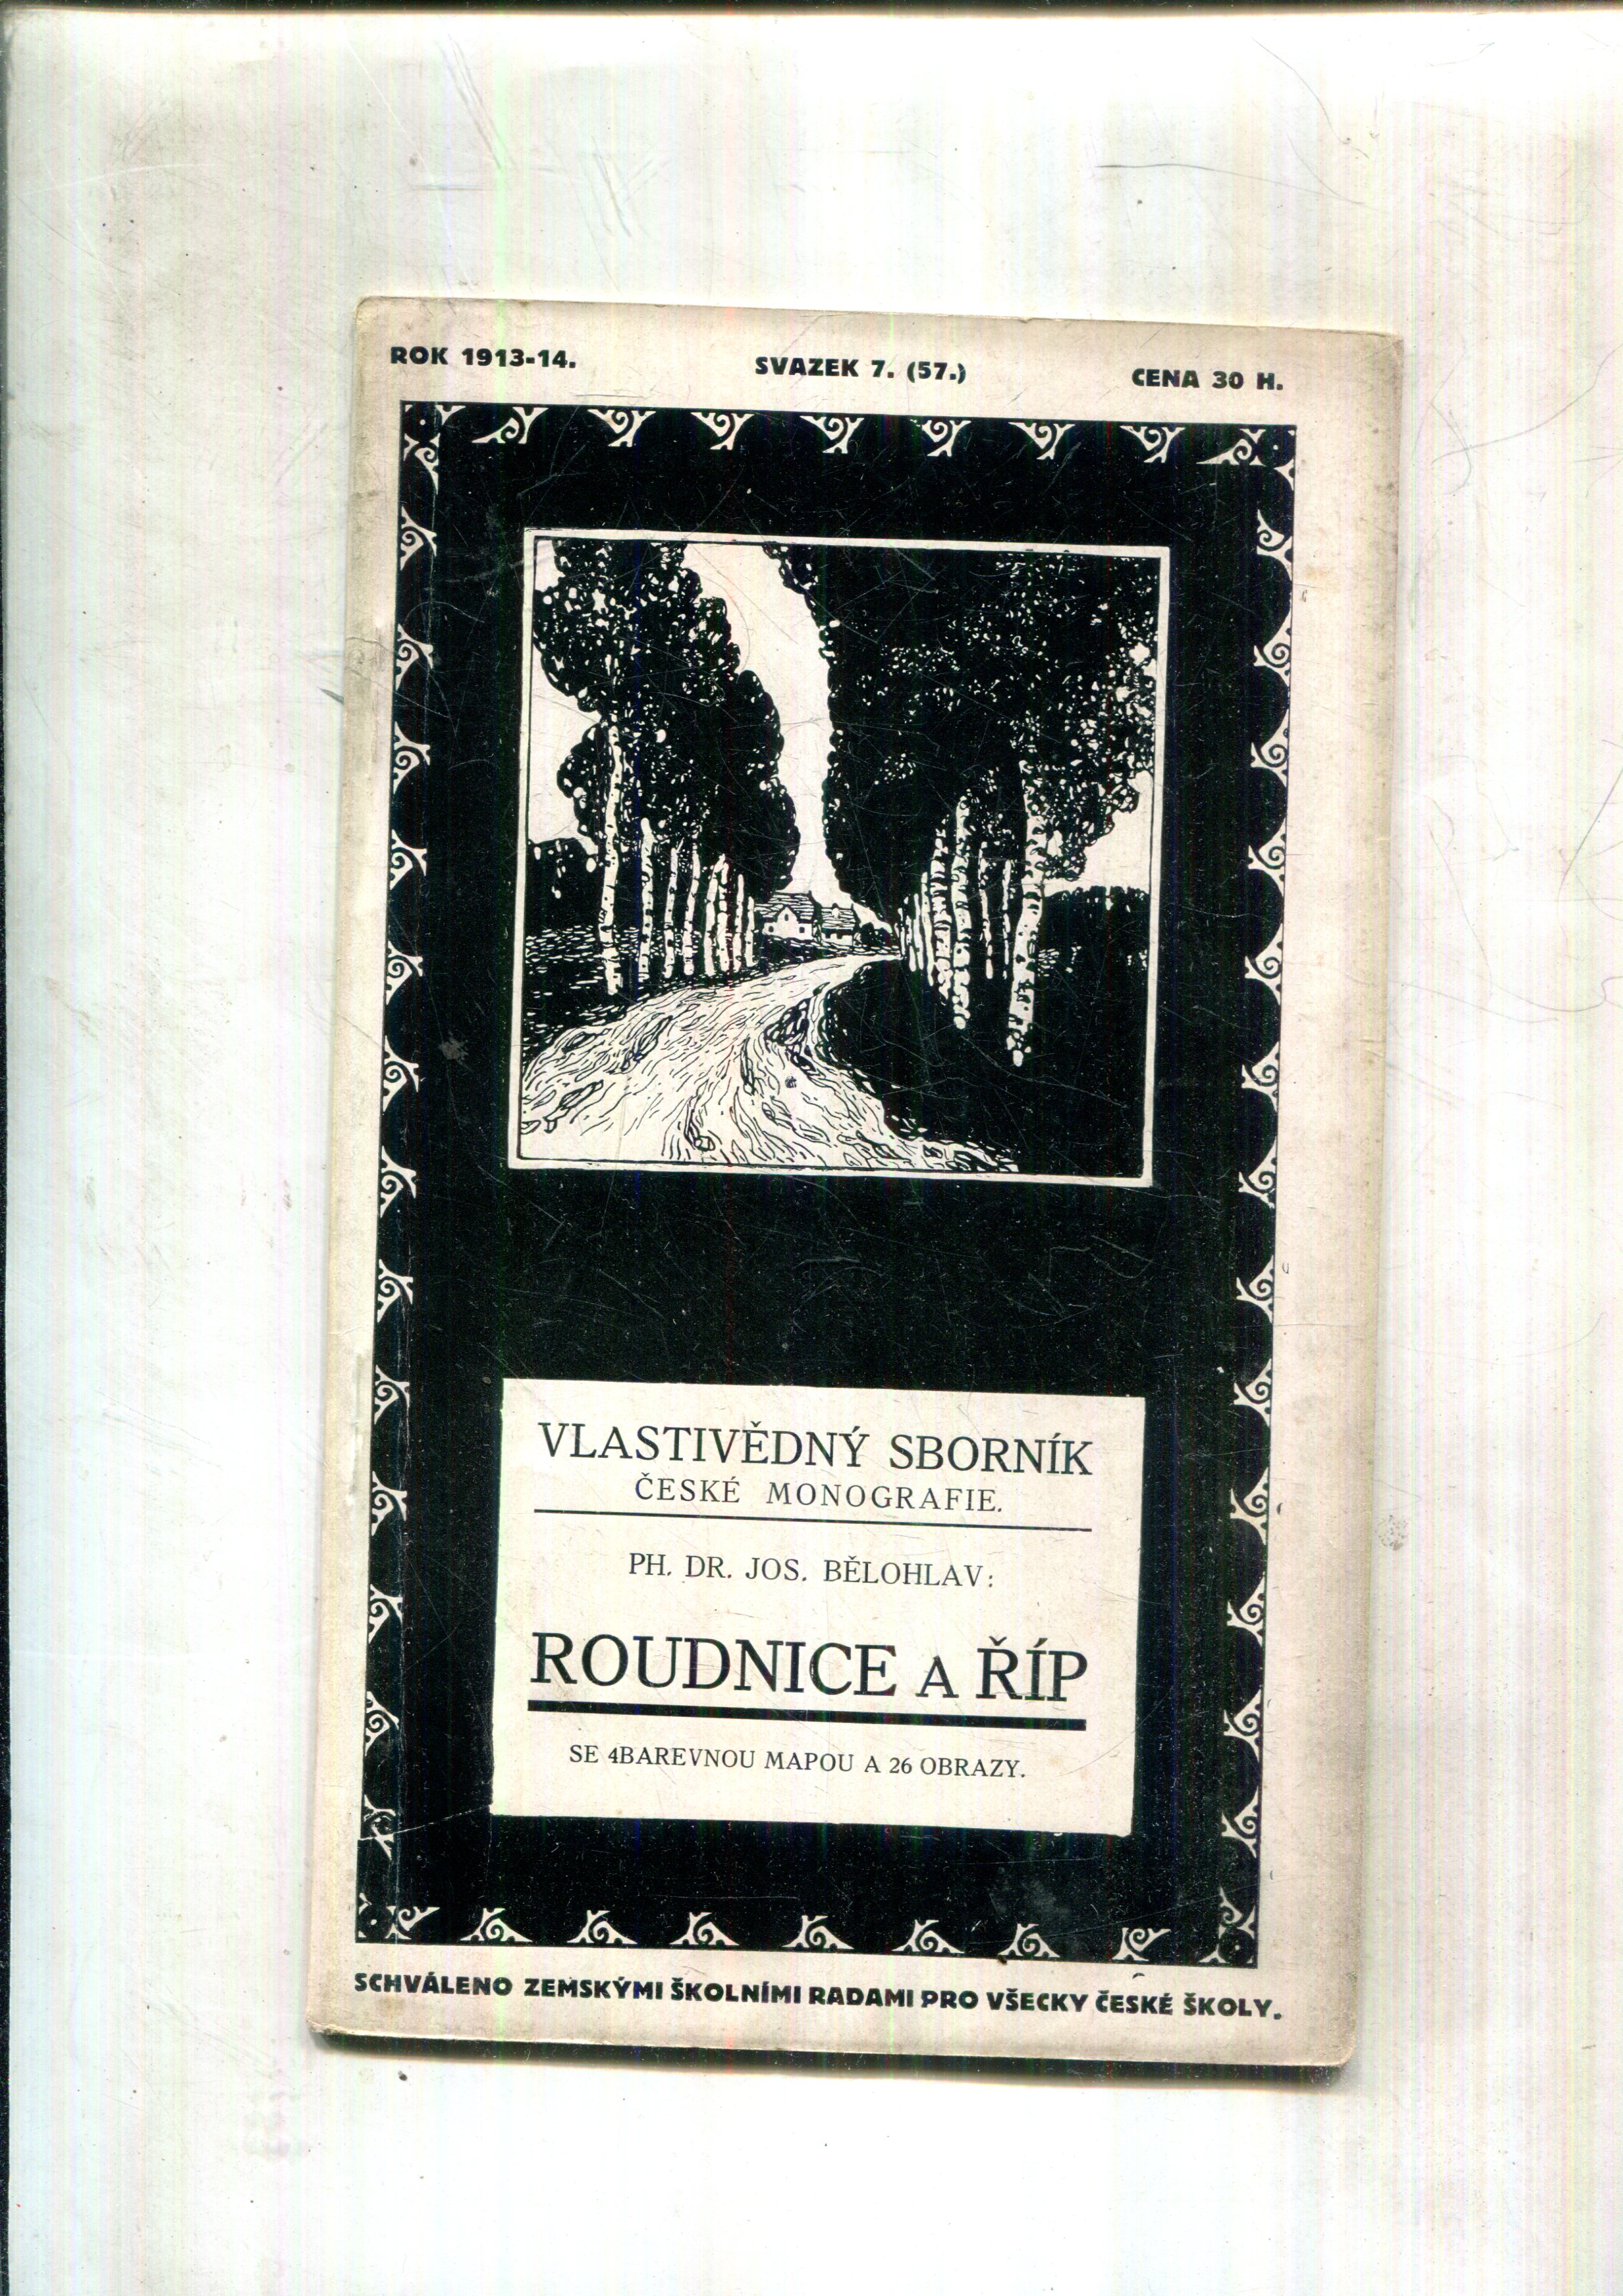 ROK 1913-14. SVAZEK 7. (57.) CENA 30 H.
VLASTIVĚDNÝ SBORNÍK
ČESKÉ MONOGRAFIE.
PH. DR. JOS. BĚLOHLAV:
ROUDNICE A ŘÍP
SE 4BAREVNOU MAPOU A 26 OBRAZY.
SCHVÁLENO ZEMSKÝMI ŠKOLNÍMI RADAMI PRO VŠECKY ČESKÉ ŠKOLY.